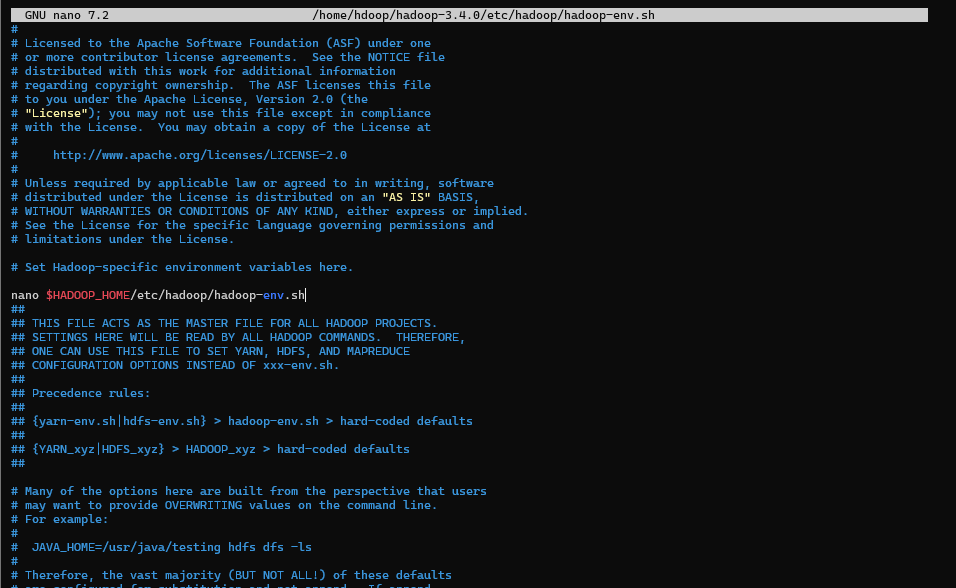 GNU nano 7.2 /home/hdoop/hadoop-3.4.0/etc/hadoop/hadoop-env.sh
#
# Licensed to the Apache Software Foundation (ASF) under one
# or more contributor license agreements.  See the NOTICE file
# distributed with this work for additional information
# regarding copyright ownership.  The ASF licenses this file
# to you under the Apache License, Version 2.0 (the
# "License"); you may not use this file except in compliance
# with the License.  You may obtain a copy of the License at
#
#     http://www.apache.org/licenses/LICENSE-2.0
#
# Unless required by applicable law or agreed to in writing, software
# distributed under the License is distributed on an "AS IS" BASIS,
# WITHOUT WARRANTIES OR CONDITIONS OF ANY KIND, either express or implied.
# See the License for the specific language governing permissions and
# limitations under the License.

# Set Hadoop-specific environment variables here.

nano $HADOOP_HOME/etc/hadoop/hadoop-env.sh
##
## THIS FILE ACTS AS THE MASTER FILE FOR ALL HADOOP PROJECTS.
## SETTINGS HERE WILL BE READ BY ALL HADOOP COMMANDS.  THEREFORE,
## ONE CAN USE THIS FILE TO SET YARN, HDFS, AND MAPREDUCE
## CONFIGURATION OPTIONS INSTEAD OF xxx-env.sh.
##
## Precedence rules:
##
## {yarn-env.sh|hdfs-env.sh} > hadoop-env.sh > hard-coded defaults
##
## {YARN_xyz|HDFS_xyz} > HADOOP_xyz > hard-coded defaults
##

# Many of the options here are built from the perspective that users
# may want to provide OVERWRITING values on the command line.
# For example:
#
#  JAVA_HOME=/usr/java/testing hdfs dfs -ls
#
# Therefore, the vast majority (BUT NOT ALL!) of these defaults